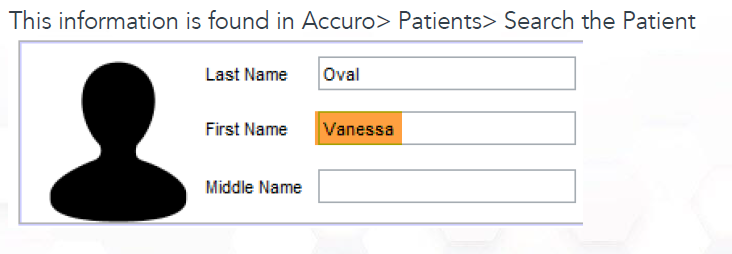 This information is found in Accuro> Patients> Search the Patient
Last Name Oval
First Name Vanessa
Middle Name